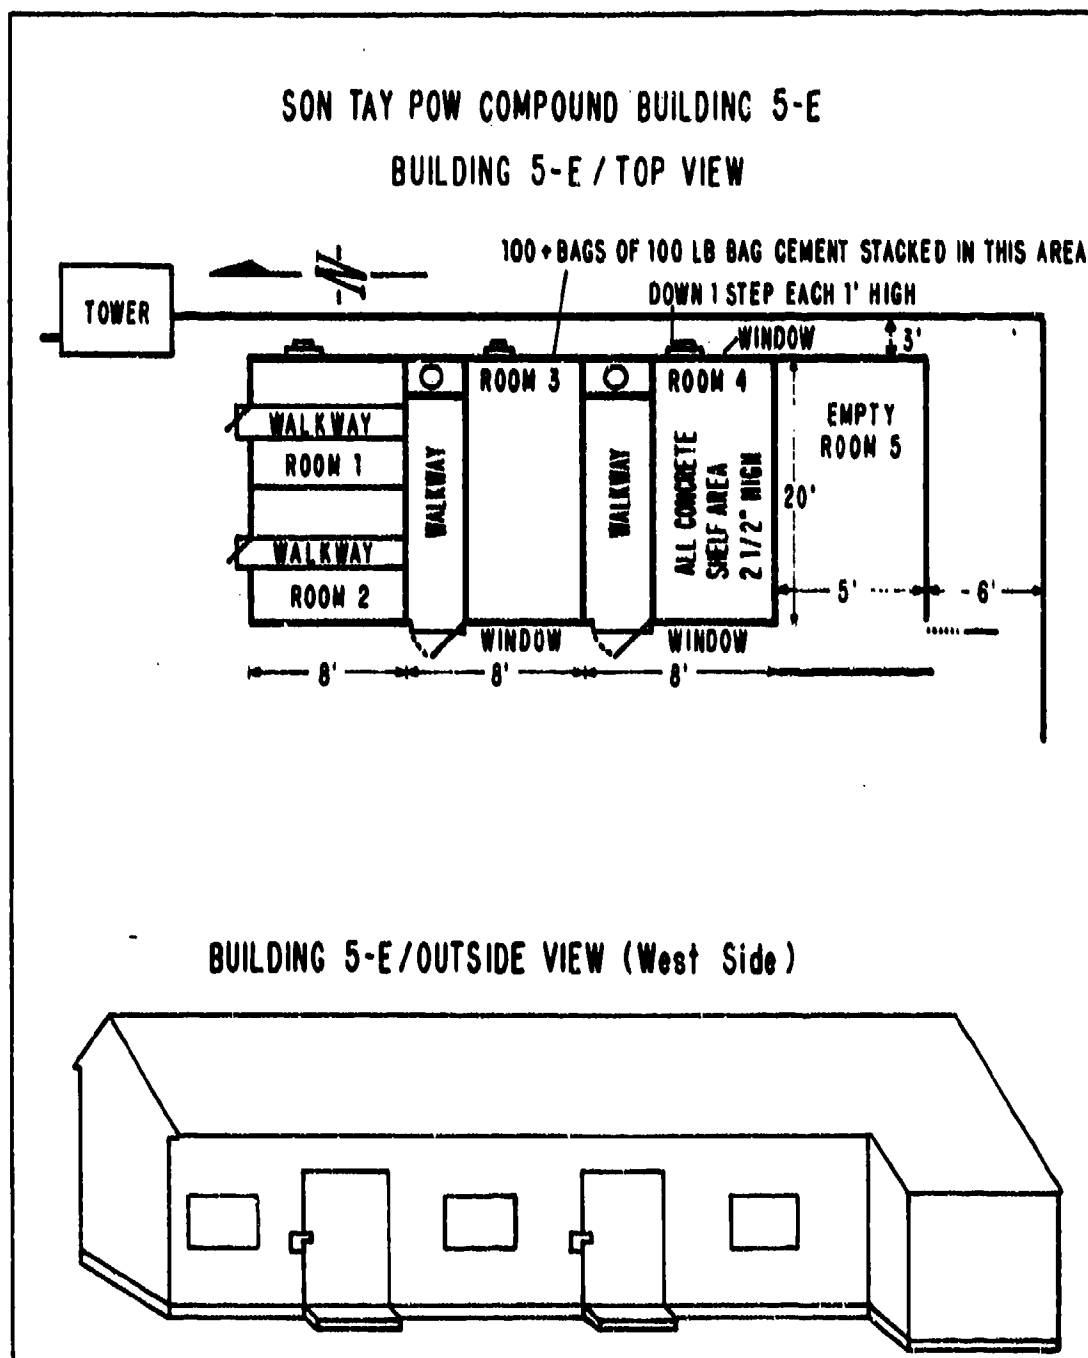 SON TAY POW COMPOUND BUILDING 5-E
BUILDING 5-E / TOP VIEW
100+ BAGS OF 100 LB BAG CEMENT STACKED IN THIS AREA
N
DOWN 1 STEP EACH 1' HIGH
TOWER
WINDOW
3'
ROOM 3
ROOM 4
EMPTY
ROOM 5
WALKWAY
ROOM 1
WALKWAY
ROOM 2
WALKWAY
WALKWAY
ALL CONCRETE
SHELF AREA
2 1/2" HIGH
20'
5'
6'
WINDOW
WINDOW
8'
8'
8'
BUILDING 5-E/OUTSIDE VIEW (West Side)